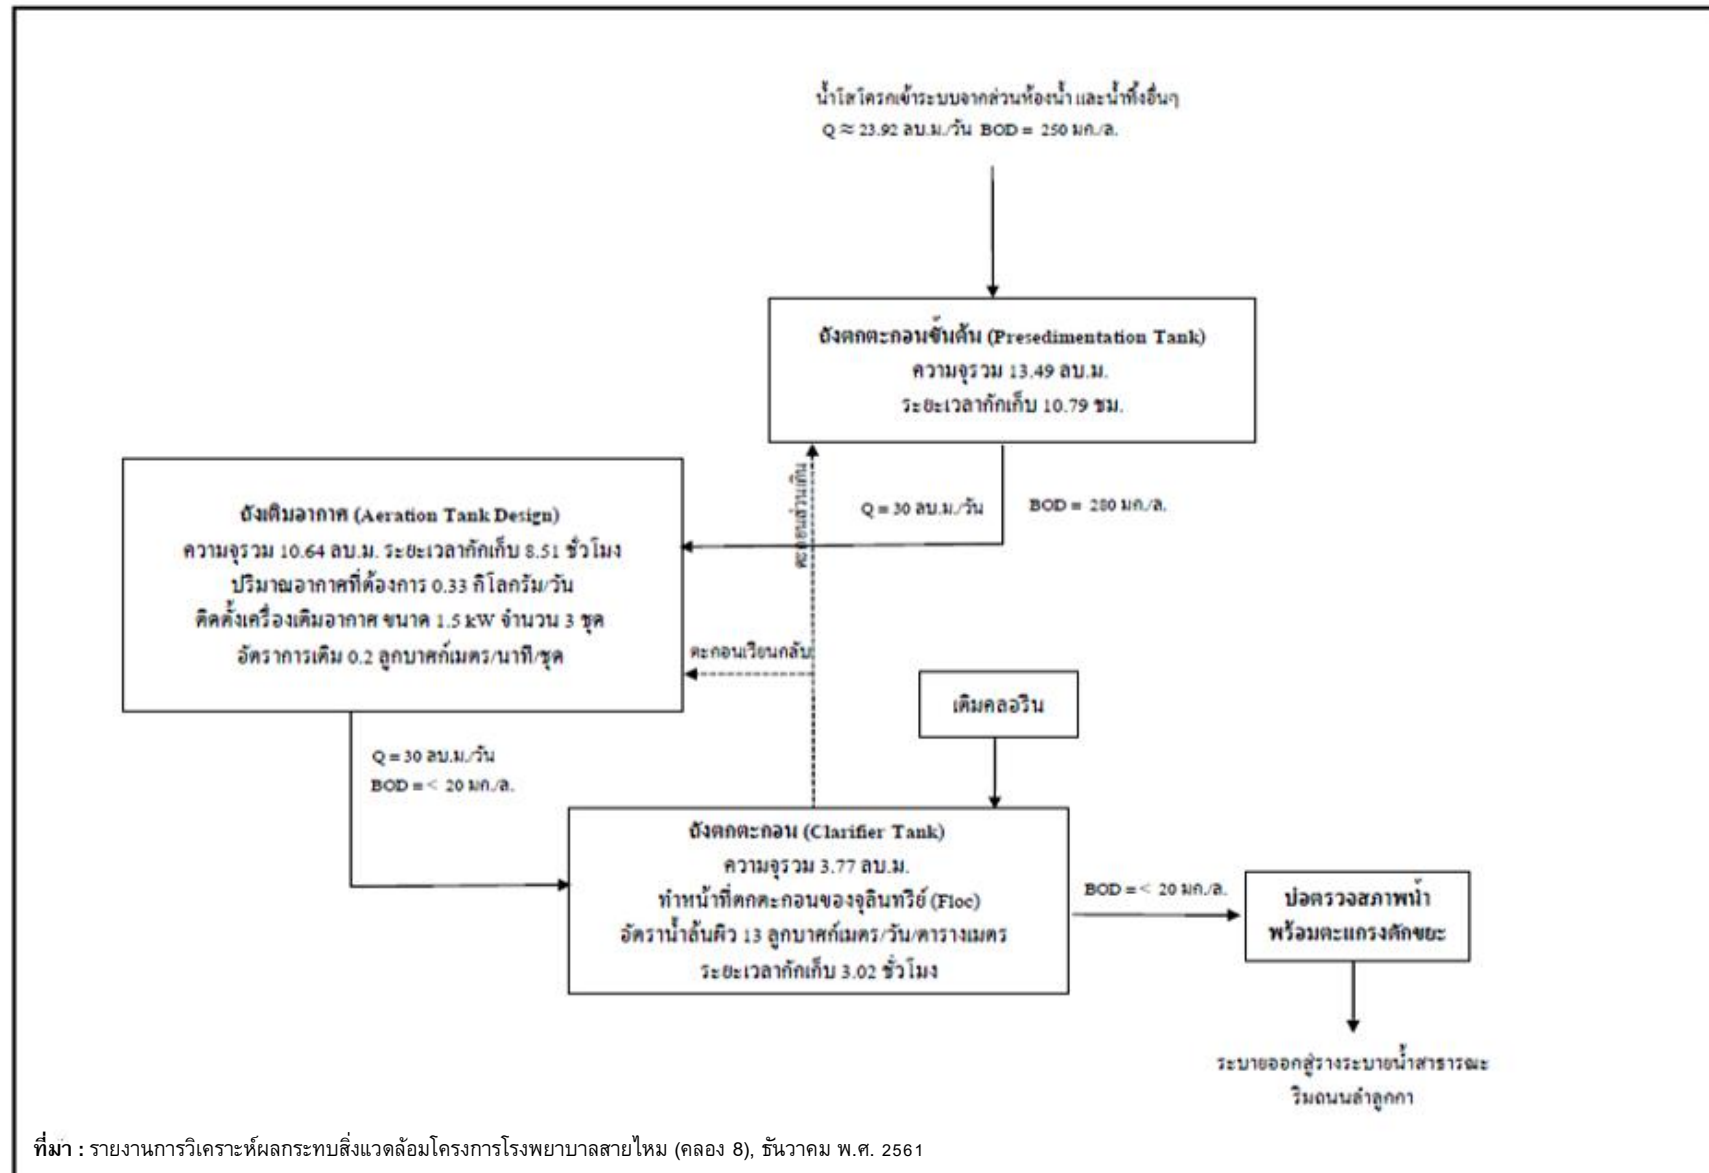 น้ำโสโครกเข้าระบบจากส่วนห้องน้ำ และน้ำทิ้งอื่นๆ
Q ≈ 23.92 ลบ.ม./วัน BOD = 250 มก./ล.
ถังตกตะกอนขั้นต้น (Presedimentation Tank)
ความจุรวม 13.49 ลบ.ม.
ระยะเวลากักเก็บ 10.79 ชม.
ตะกอนส่วนเกิน
Q = 30 ลบ.ม./วัน
BOD = 280 มก./ล.
ถังเติมอากาศ (Aeration Tank Design)
ความจุรวม 10.64 ลบ.ม. ระยะเวลากักเก็บ 8.51 ชั่วโมง
ปริมาณอากาศที่ต้องการ 0.33 กิโลกรัม/วัน
ติดตั้งเครื่องเติมอากาศ ขนาด 1.5 kW จำนวน 3 ชุด
อัตราการเติม 0.2 ลูกบาศก์เมตร/นาที/ชุด
ตะกอนเวียนกลับ
เติมคลอรีน
Q = 30 ลบ.ม./วัน
BOD = < 20 มก./ล.
ถังตกตะกอน (Clarifier Tank)
ความจุรวม 3.77 ลบ.ม.
ทำหน้าที่ตกตะกอนของจุลินทรีย์ (Floc)
อัตราน้ำล้นผิว 13 ลูกบาศก์เมตร/วัน/ตารางเมตร
ระยะเวลากักเก็บ 3.02 ชั่วโมง
BOD = < 20 มก./ล.
บ่อตรวจสภาพน้ำ
พร้อมตะแกรงดักขยะ
ระบายออกสู่รางระบายน้ำสาธารณะ
ริมถนนลำลูกกา
ที่มา : รายงานการวิเคราะห์ผลกระทบสิ่งแวดล้อมโครงการโรงพยาบาลสายไหม (คลอง 8), ธันวาคม พ.ศ. 2561